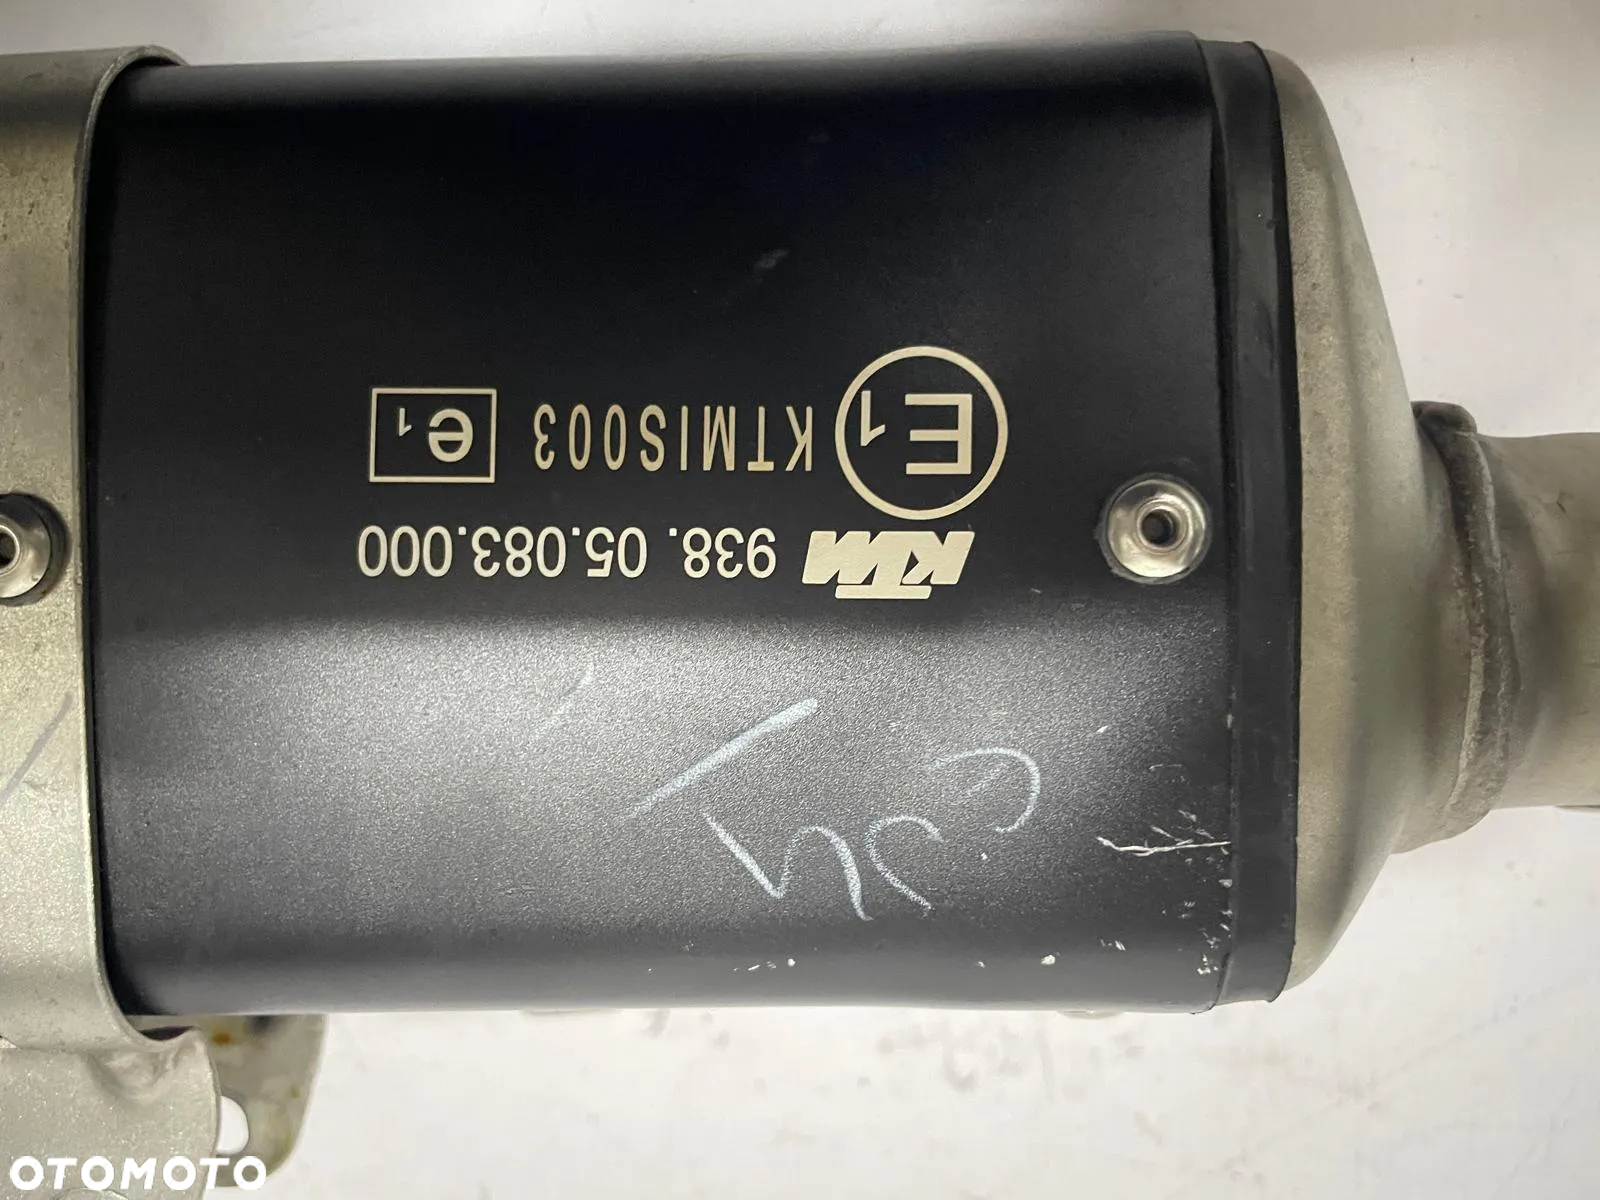 KTM 938. 05.083.000
E1 KTMIS003 e1
OTOMOTO